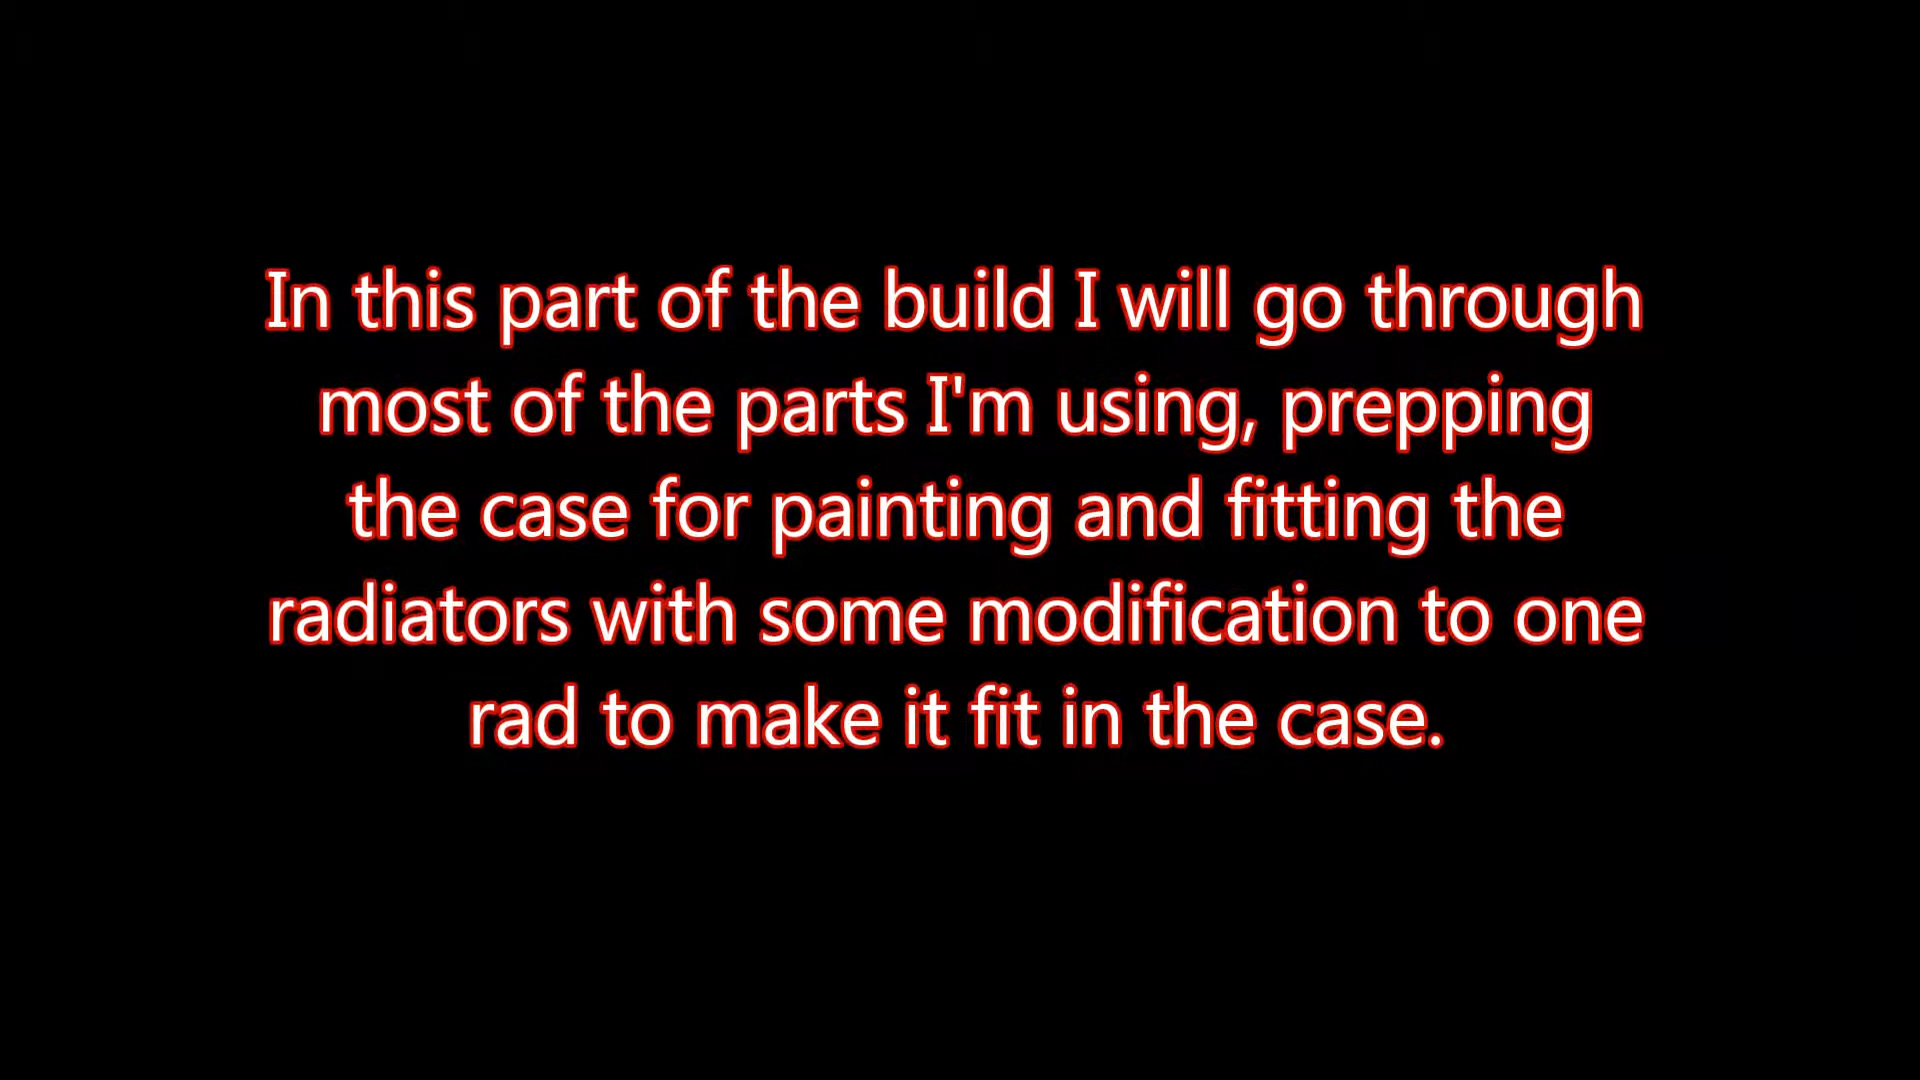 In this part of the build I will go through
most of the parts I'm using, prepping
the case for painting and fitting the
radiators with some modification to one
rad to make it fit in the case.